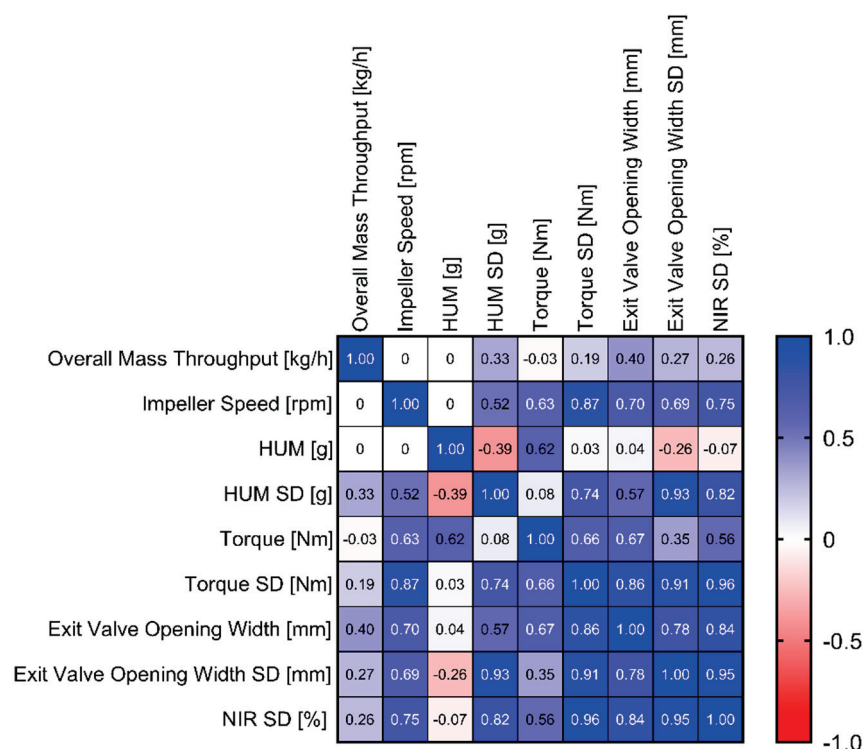 Overall Mass Throughput [kg/h]
Impeller Speed [rpm]
HUM [g]
HUM SD [g]
Torque [Nm]
Torque SD [Nm]
Exit Valve Opening Width [mm]
Exit Valve Opening Width SD [mm]
NIR SD [%]
Overall Mass Throughput [kg/h] 1.00 0 0 0.33 -0.03 0.19 0.40 0.27 0.26
Impeller Speed [rpm] 0 1.00 0 0.52 0.63 0.87 0.70 0.69 0.75
HUM [g] 0 0 1.00 -0.39 0.62 0.03 0.04 -0.26 -0.07
HUM SD [g] 0.33 0.52 -0.39 1.00 0.08 0.74 0.57 0.93 0.82
Torque [Nm] -0.03 0.63 0.62 0.08 1.00 0.66 0.67 0.35 0.56
Torque SD [Nm] 0.19 0.87 0.03 0.74 0.66 1.00 0.86 0.91 0.96
Exit Valve Opening Width [mm] 0.40 0.70 0.04 0.57 0.67 0.86 1.00 0.78 0.84
Exit Valve Opening Width SD [mm] 0.27 0.69 -0.26 0.93 0.35 0.91 0.78 1.00 0.95
NIR SD [%] 0.26 0.75 -0.07 0.82 0.56 0.96 0.84 0.95 1.00
1.0
0.5
0
-0.5
-1.0